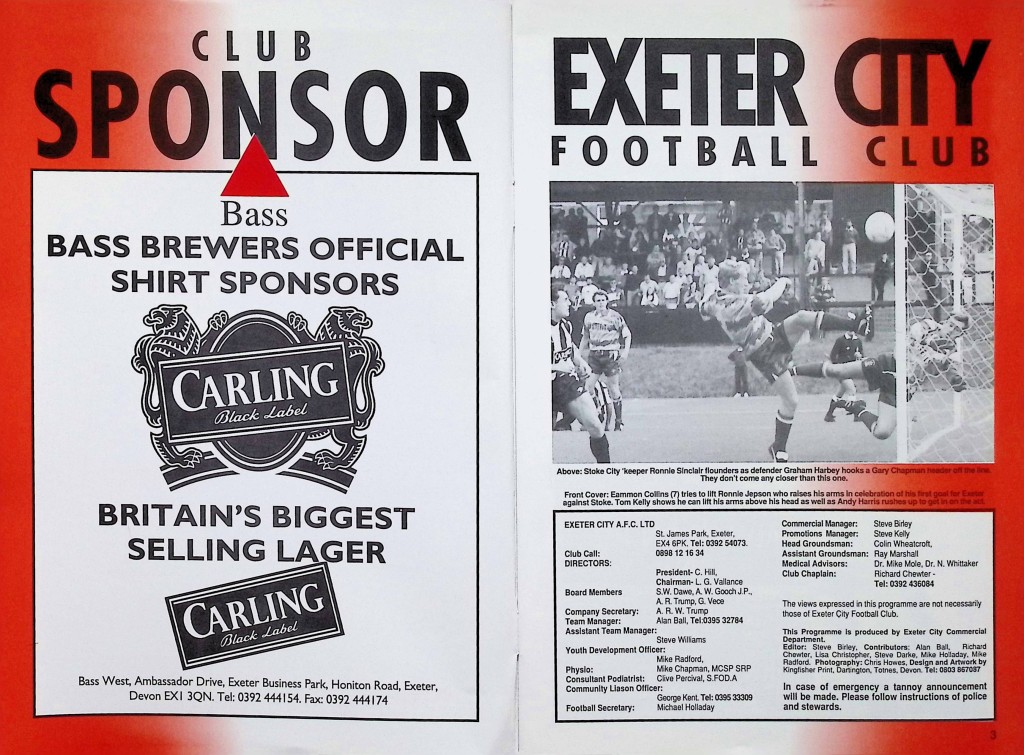 CLUB
SPONSOR
Bass
BASS BREWERS OFFICIAL
SHIRT SPONSORS
CARLING
Black Label
BRITAIN'S BIGGEST
SELLING LAGER
CARLING
Black Label
Bass West, Ambassador Drive, Exeter Business Park, Honiton Road, Exeter,
Devon EX1 3QN. Tel: 0392 444154. Fax: 0392 444174
EXETER CITY
FOOTBALL CLUB
Above: Stoke City 'keeper Ronnie Sinclair flounders as defender Graham Harbey hooks a Gary Chapman header off the line.
They don't come any closer than this one.
Front Cover: Eammon Collins (7) tries to lift Ronnie Jepson who raises his arms in celebration of his first goal for Exeter
against Stoke. Tom Kelly shows he can lift his arms above his head as well as Andy Harris rushes up to get in on the act.
EXETER CITY A.F.C. LTD
St. James Park, Exeter,
EX4 6PK. Tel: 0392 54073.
Club Call: 0898 12 16 34
DIRECTORS:
President- C. Hill,
Chairman- L. G. Vallance
Board Members S.W. Dawe, A. W. Gooch J.P.,
A. R. Trump, G. Vece
Company Secretary: A. R. W. Trump
Team Manager: Alan Ball, Tel:0395 32784
Assistant Team Manager:
Steve Williams
Youth Development Officer:
Mike Radford,
Physio: Mike Chapman, MCSP SRP
Consultant Podiatrist: Clive Percival, S.FOD.A
Community Liason Officer:
George Kent. Tel: 0395 33309
Football Secretary: Michael Holladay
Commercial Manager: Steve Birley
Promotions Manager: Steve Kelly
Head Groundsman: Colin Wheatcroft,
Assistant Groundsman: Ray Marshall
Medical Advisors: Dr. Mike Mole, Dr. N. Whittaker
Club Chaplain: Richard Chewter -
Tel: 0392 436084
The views expressed in this programme are not necessarily
those of Exeter City Football Club.
This Programme is produced by Exeter City Commercial
Department.
Editor: Steve Birley, Contributors: Alan Ball, Richard
Chewter, Lisa Christopher, Steve Darke, Mike Holladay, Mike
Radford. Photography: Chris Howes, Design and Artwork by
Kingfisher Print, Dartington, Totnes, Devon. Tel: 0803 867087
In case of emergency a tannoy announcement
will be made. Please follow instructions of police
and stewards.
3